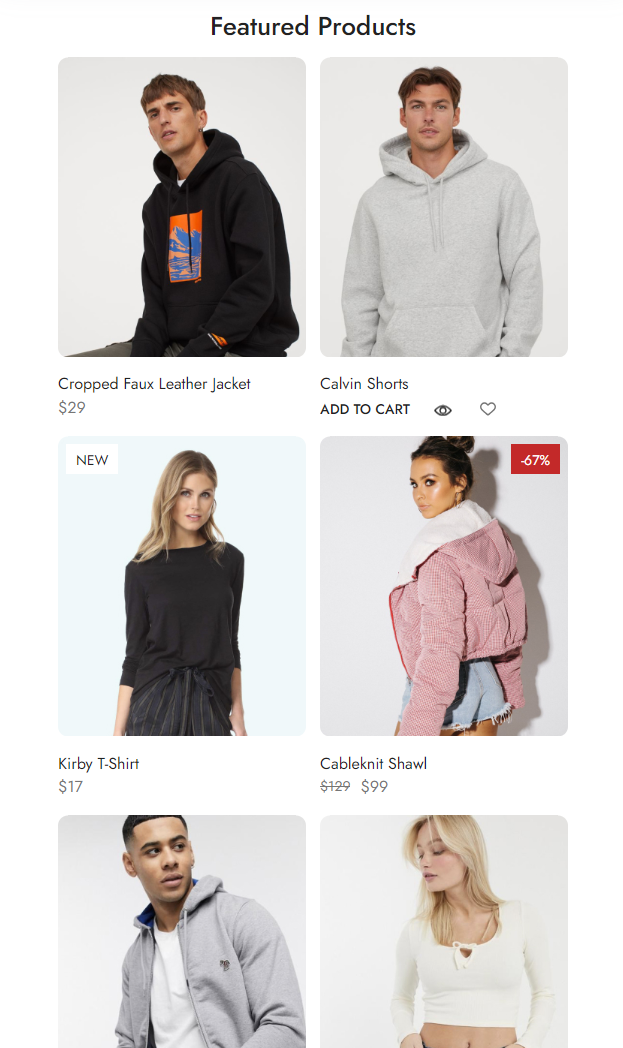 Featured Products
Cropped Faux Leather Jacket
$29
Calvin Shorts
ADD TO CART
NEW
-67%
Kirby T-Shirt
$17
Cableknit Shawl
$129 $99